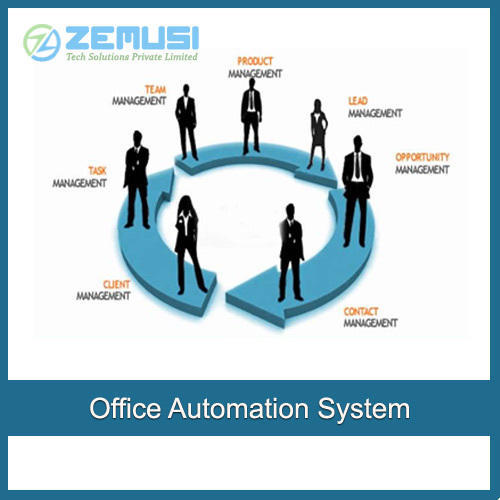 ZEMUSI
Tech Solutions Private Limited
PRODUCT
MANAGEMENT
TEAM
MANAGEMENT
LEAD
MANAGEMENT
TASK
MANAGEMENT
OPPORTUNITY
MANAGEMENT
CLIENT
MANAGEMENT
CONTACT
MANAGEMENT
Office Automation System